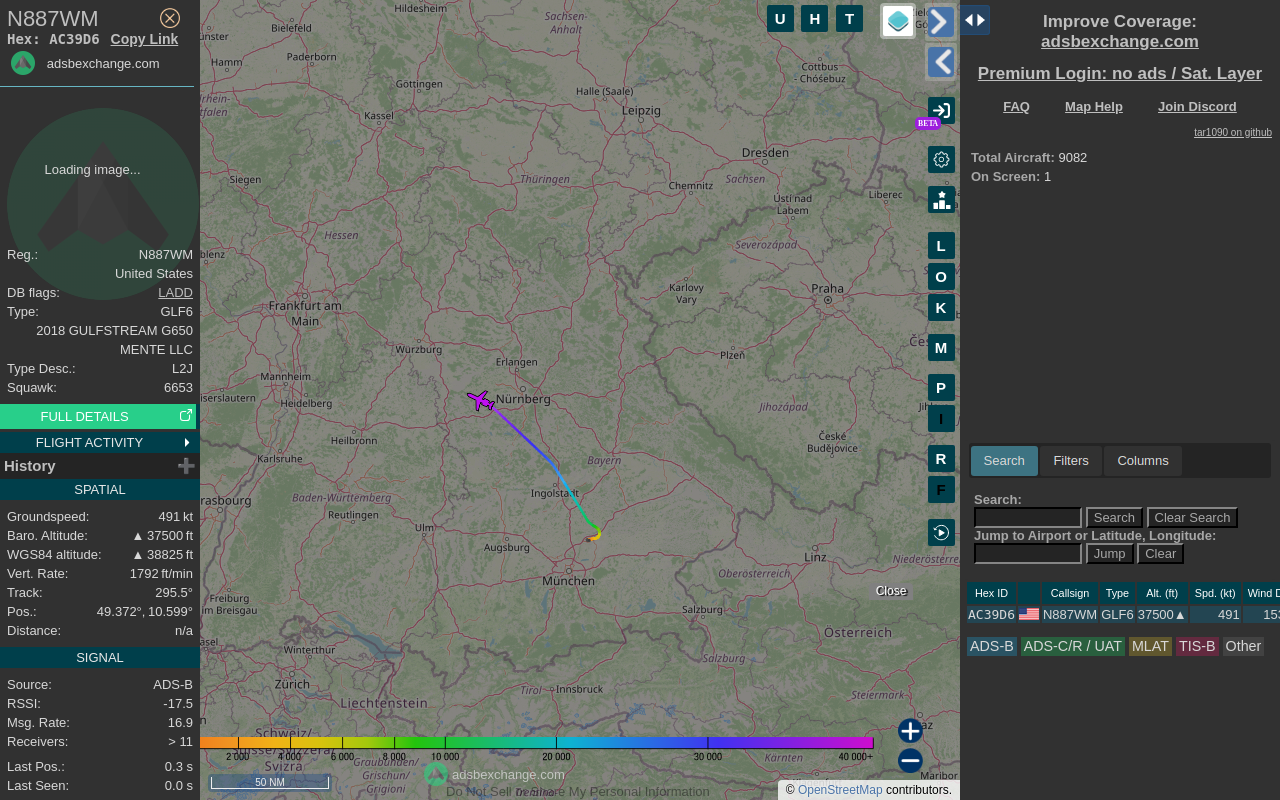 N887WM
Hex: AC39D6 Copy Link
adsbexchange.com
Loading image...
Reg.: N887WM
United States
DB flags: LADD
Type: GLF6
2018 GULFSTREAM G650
MENTE LLC
Type Desc.: L2J
Squawk: 6653
FULL DETAILS
FLIGHT ACTIVITY
History
SPATIAL
Groundspeed: 491 kt
Baro. Altitude: ▲ 37500 ft
WGS84 altitude: ▲ 38825 ft
Vert. Rate: 1792 ft/min
Track: 295.5°
Pos.: 49.372°, 10.599°
Distance: n/a
SIGNAL
Source: ADS-B
RSSI: -17.5
Msg. Rate: 16.9
Receivers: > 11
Last Pos.: 0.3 s
Last Seen: 0.0 s
Hildesheim
Sachsen-
Anhalt
Bielefeld
Hamm
Paderborn
Göttingen
Halle (Saale)
Cottbus
- Chóśebuz
Kassel
Leipzig
Dresden
Siegen
Thüringen
Chemnitz
Sachsen
Liberec
Ústí nad
Labem
Hessen
Severozápad
Karlovy
Vary
Praha
Frankfurt am
Main
Würzburg
Erlangen
Plzeň
Mannheim
Heidelberg
Nürnberg
Jihozápad
Heilbronn
České
Budějovice
Karlsruhe
Bayern
Baden-Württemberg
Ingolstadt
Reutlingen
Ulm
Augsburg
Linz
München
Oberösterreich
Niederösterreich
Freiburg
im Breisgau
Salzburg
Österreich
Winterthur
Salzburg
Zürich
Tirol
Innsbruck
Liechtenstein
Steiermark
Schweiz/
Svizra
Graubünden/
Grischun/
Grigioni
Kärnten
Maribor
U H T
BETA
L
O
K
M
P
I
R
F
Close
2 000 4 000 6 000 8 000 10 000 20 000 30 000 40 000+
50 NM
adsbexchange.com
Do Not Sell or Share My Personal Information
© OpenStreetMap contributors.
Improve Coverage:
adsbexchange.com
Premium Login: no ads / Sat. Layer
FAQ Map Help Join Discord
tar1090 on github
Total Aircraft: 9082
On Screen: 1
Search Filters Columns
Search:
Search Clear Search
Jump to Airport or Latitude, Longitude:
Jump Clear
Hex ID Callsign Type Alt. (ft) Spd. (kt) Wind D
AC39D6 N887WM GLF6 37500▲ 491 153
ADS-B ADS-C/R / UAT MLAT TIS-B Other